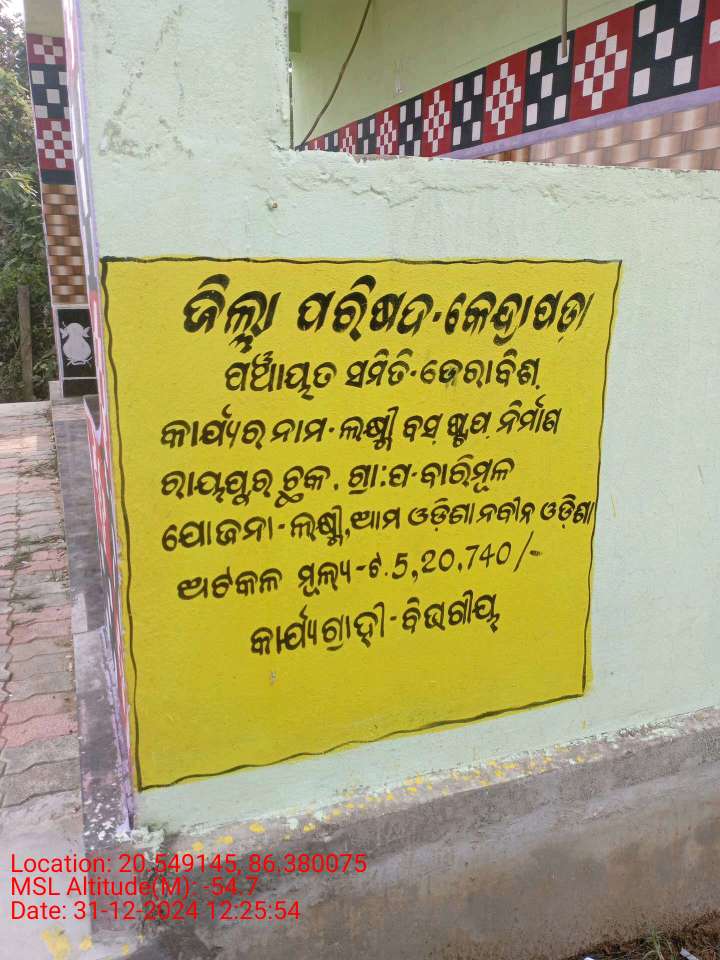 ଜିଲ୍ଲା ପରିଷଦ-କେନ୍ଦ୍ରାପଡ଼ା
ପଞ୍ଚାୟତ ସମିତି-ଡେରାବିଶ୍
କାର୍ଯ୍ୟର ନାମ-ଲକ୍ଷ୍ମୀ ବସ୍ ଷ୍ଟପ୍ ନିର୍ମାଣ
ରାୟପୁର ଚ୍ଛକ. ଗ୍ରା:ପ-ବାରିମୂଳ
ଯୋଜନା-ଲକ୍ଷ୍ମୀ,ଆମ ଓଡ଼ିଶା ନବୀନ ଓଡ଼ିଶା
ଅଟକଳ ମୂଲ୍ୟ-ଟ.5,20,740/-
କାର୍ଯ୍ୟଗ୍ରାହୀ-ବିଭାଗୀୟ
Location: 20.549145, 86.380075
MSL Altitude(M): -54.7
Date: 31-12-2024 12:25:54